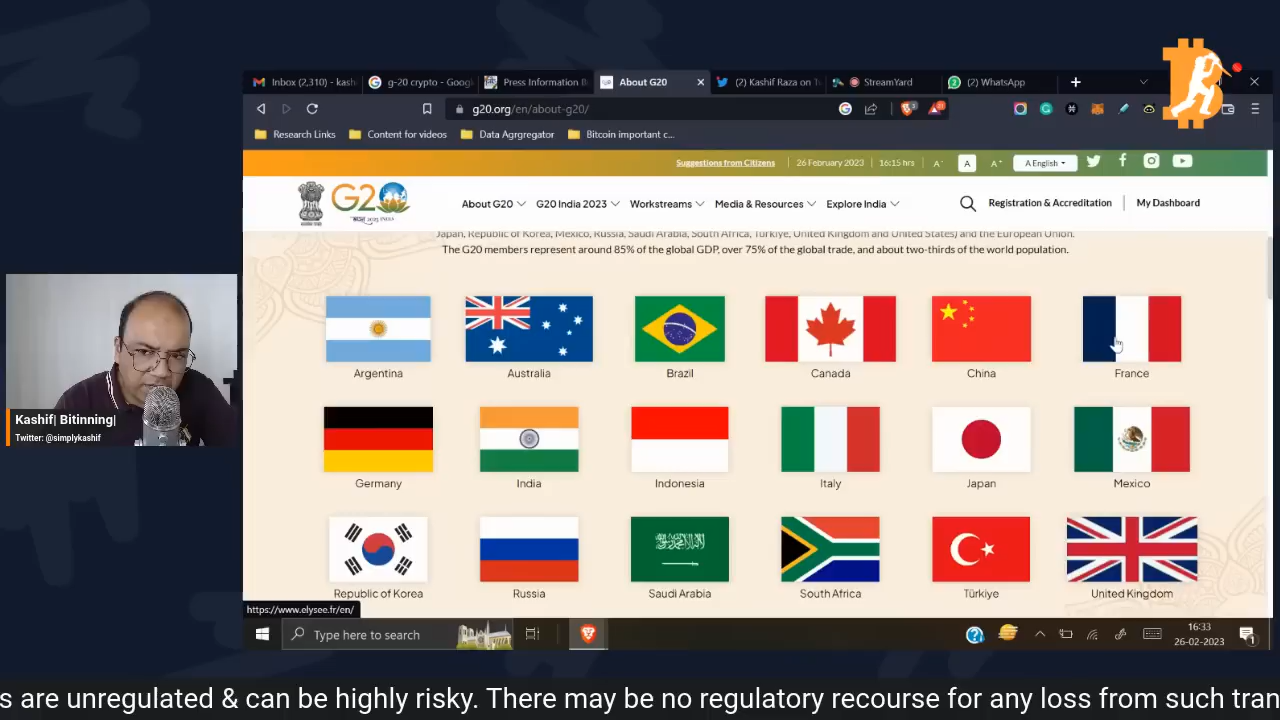 Inbox (2,310) - kash
g-20 crypto - Goog
Press Information B
About G20
(2) Kashif Raza on T
StreamYard
(2) WhatsApp
g20.org/en/about-g20/
Research Links
Content for videos
Data Agrgregator
Bitcoin important c...
Suggestions from Citizens
26 February 2023
16:15 hrs
A-
A
A+
A English
G20
INDIA
About G20
G20 India 2023
Workstreams
Media & Resources
Explore India
Registration & Accreditation
My Dashboard
Japan, Republic of Korea, Mexico, Russia, Saudi Arabia, South Africa, Türkiye, United Kingdom and United States) and the European Union.
The G20 members represent around 85% of the global GDP, over 75% of the global trade, and about two-thirds of the world population.
Argentina
Australia
Brazil
Canada
China
France
Germany
India
Indonesia
Italy
Japan
Mexico
Republic of Korea
Russia
Saudi Arabia
South Africa
Türkiye
United Kingdom
https://www.elysee.fr/en/
Type here to search
16:33
26-02-2023
Kashif| Bitinning|
Twitter: @simplykashif
s are unregulated & can be highly risky. There may be no regulatory recourse for any loss from such tran